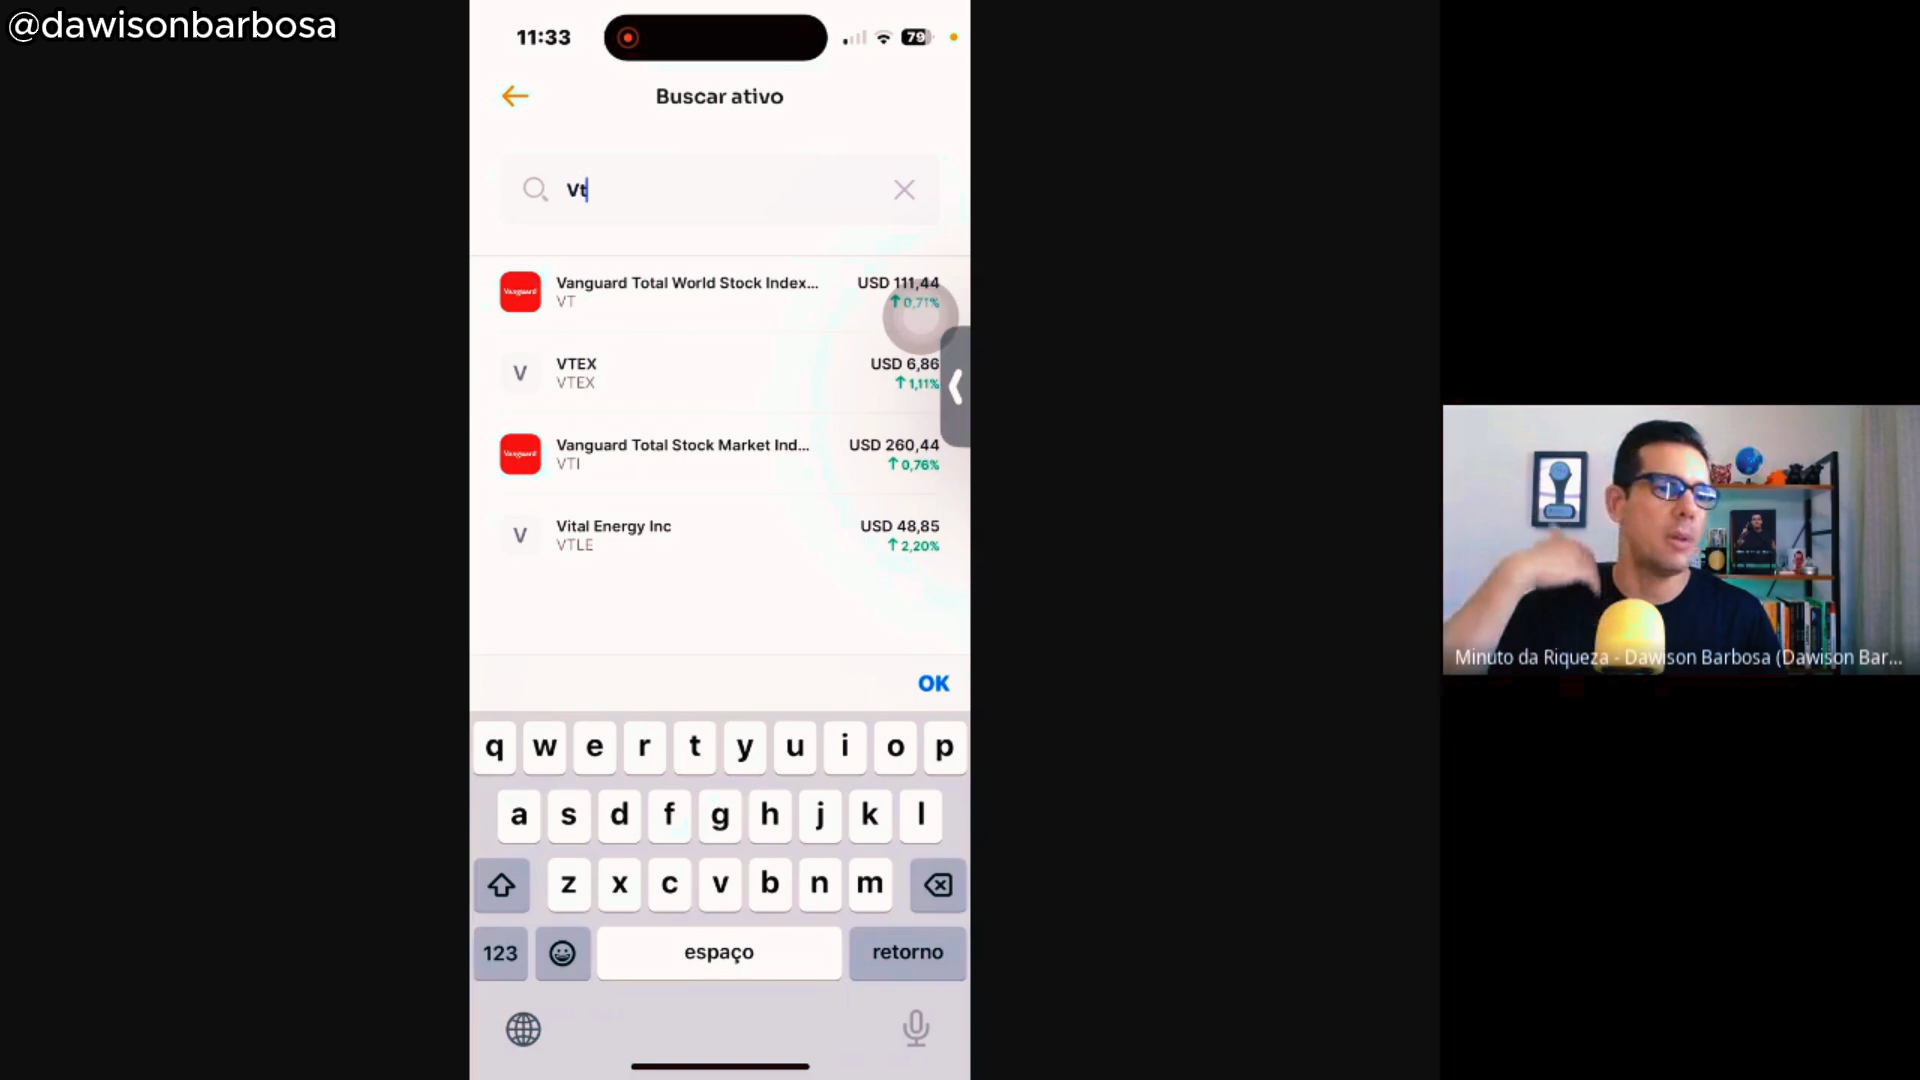 @dawisonbarbosa
11:33
79
Buscar ativo
Vt
Vanguard
Vanguard Total World Stock Index...
VT
USD 111,44
0,71%
V
VTEX
VTEX
USD 6,86
1,11%
Vanguard
Vanguard Total Stock Market Ind...
VTI
USD 260,44
0,76%
V
Vital Energy Inc
VTLE
USD 48,85
2,20%
OK
q w e r t y u i o p
a s d f g h j k l
z x c v b n m
123 espaço retorno
Minuto da Riqueza - Dawison Barbosa (Dawison Bar...